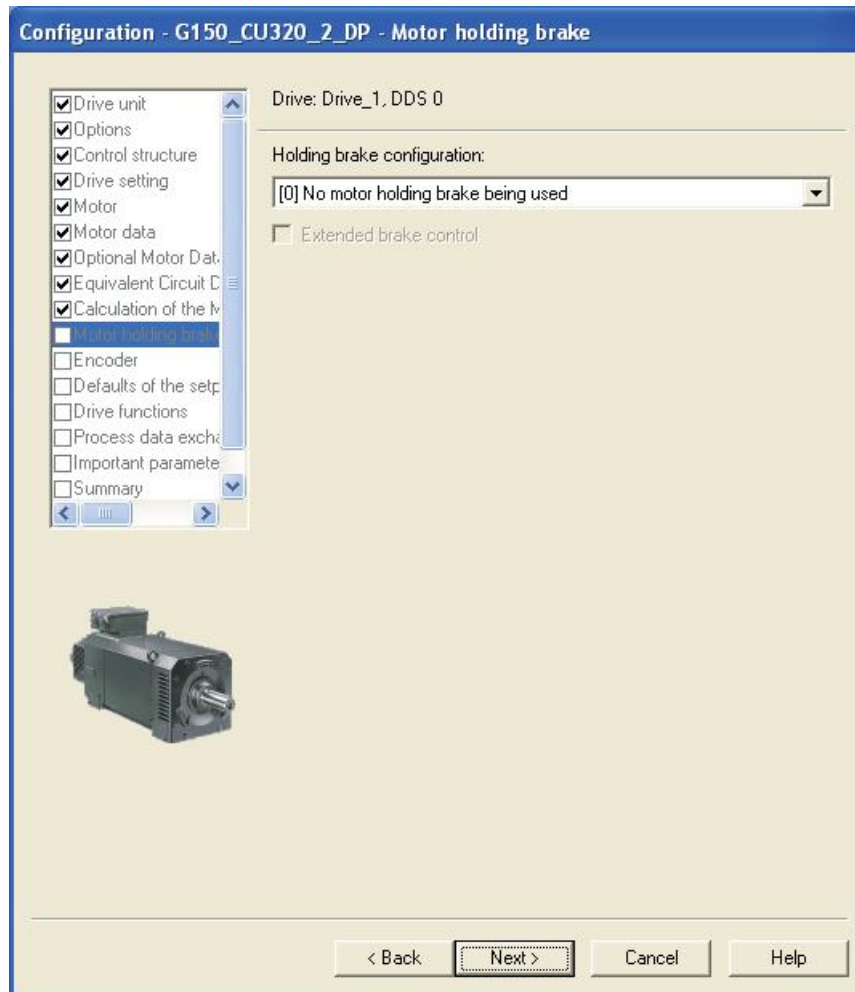 Configuration - G150_CU320_2_DP - Motor holding brake
Drive unit
Options
Control structure
Drive setting
Motor
Motor data
Optional Motor Dat
Equivalent Circuit D
Calculation of the M
Motor holding brak
Encoder
Defaults of the setp
Drive functions
Process data excha
Important paramete
Summary
Drive: Drive_1, DDS 0
Holding brake configuration:
[0] No motor holding brake being used
Extended brake control
< Back
Next >
Cancel
Help